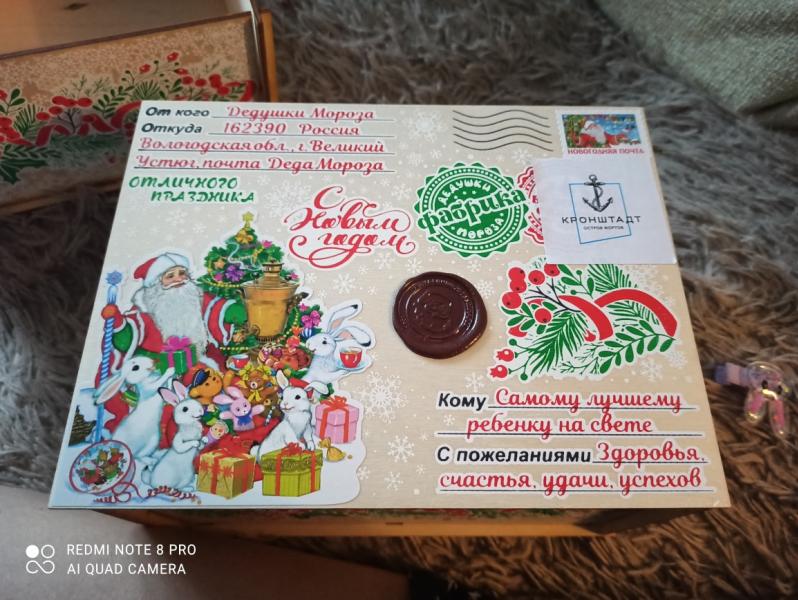 От кого Дедушки Мороза
Откуда 162390 Россия
Вологодская обл., г. Великий
Устюг, почта Деда Мороза
ОТЛИЧНОГО
ПРАЗДНИКА
С
Новым
годом
ДЕДУШКИ
фабрика
МОРОЗА
НОВОГОДНЯЯ ПОЧТА
КРОНШТАДТ
ОСТРОВ ФОРТОВ
Кому Самому лучшему
ребенку на свете
С пожеланиями Здоровья,
счастья, удачи, успехов
REDMI NOTE 8 PRO
AI QUAD CAMERA